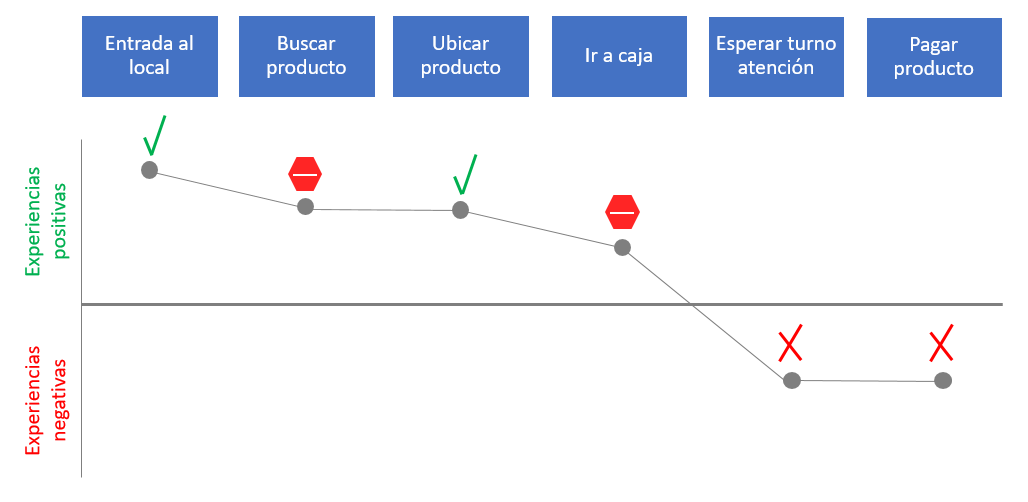 Entrada al
local
Buscar
producto
Ubicar
producto
Ir a caja
Esperar turno
atención
Pagar
producto
Experiencias
positivas
Experiencias
negativas